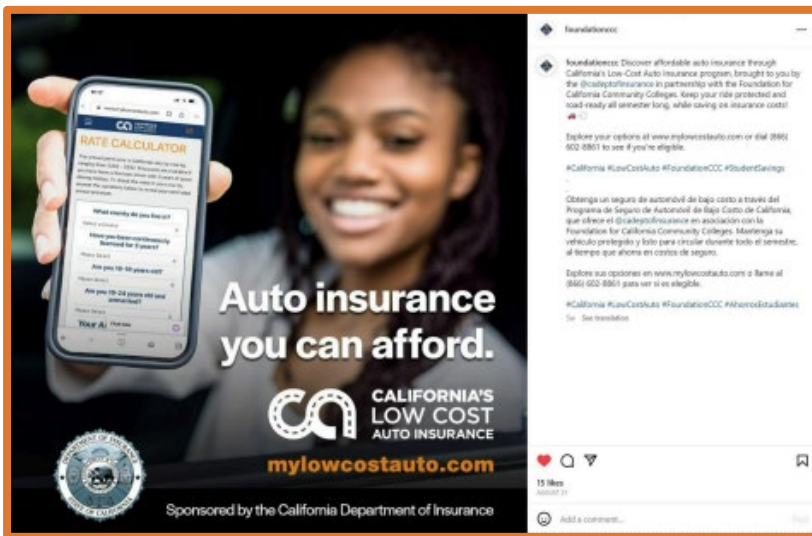 RATE CALCULATOR
What county do you live in?
Have you been continuously
licensed for 3 years?
Are you 16-18 years old?
Are you 19-24 years old and
unmarried?
Auto insurance
you can afford.
CALIFORNIA'S
LOW COST
AUTO INSURANCE
mylowcostauto.com
DEPARTMENT OF INSURANCE
STATE OF CALIFORNIA
Sponsored by the California Department of Insurance
foundationccc
foundationccc Discover affordable auto insurance through
California's Low-Cost Auto Insurance program, brought to you by
the @cadeptofinsurance in partnership with the Foundation for
California Community Colleges. Keep your ride protected and
road-ready all semester long, while saving on insurance costs!
Explore your options at www.mylowcostauto.com or dial (866)
602-8861 to see if you're eligible.
#California #LowCostAuto #FoundationCCC #StudentSavings
.
Obtenga un seguro de automóvil de bajo costo a través del
Programa de Seguro de Automóvil de Bajo Costo de California,
que ofrece el @cadeptofinsurance en asociación con la
Foundation for California Community Colleges. Mantenga su
vehículo protegido y listo para circular durante todo el semestre,
al tiempo que ahorra en costos de seguro.
Explore sus opciones en www.mylowcostauto.com o llame al
(866) 602-8861 para ver si es elegible.
#California #LowCostAuto #FoundationCCC #AhorrosEstudiantes
See translation
15 likes
AUGUST 31
Add a comment...